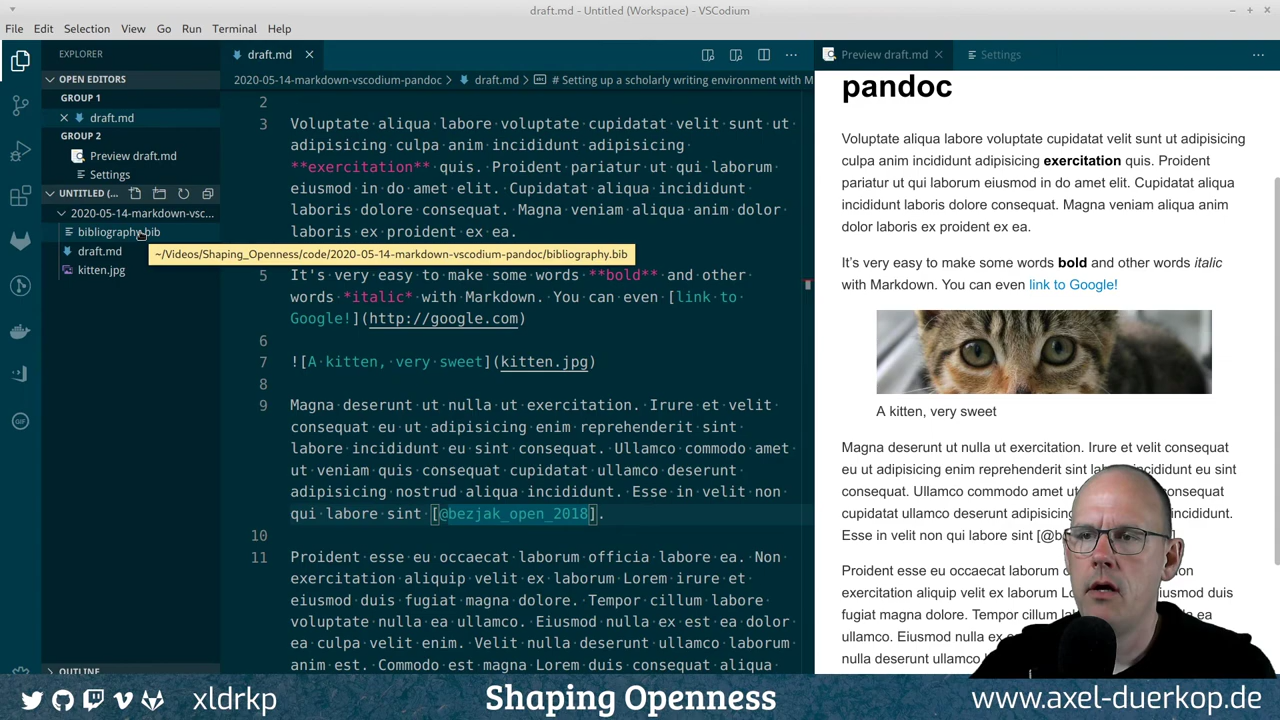 draft.md - Untitled (Workspace) - VSCodium
File Edit Selection View Go Run Terminal Help
EXPLORER
OPEN EDITORS
GROUP 1
draft.md
GROUP 2
Preview draft.md
Settings
UNTITLED (...
2020-05-14-markdown-vsc...
bibliography.bib
draft.md
kitten.jpg
OUTLINE
GIF
draft.md
2020-05-14-markdown-vscodium-pandoc > draft.md > # Setting up a scholarly writing environment with M
2
3 Voluptate aliqua labore voluptate cupidatat velit sunt ut
adipisicing culpa anim incididunt adipisicing
**exercitation** quis. Proident pariatur ut qui laborum
eiusmod in do amet elit. Cupidatat aliqua incididunt
laboris dolore consequat. Magna veniam aliqua anim dolor
laborum ex proident ex ea.
~/Videos/Shaping_Openness/code/2020-05-14-markdown-vscodium-pandoc/bibliography.bib
5 It's very easy to make some words **bold** and other
words *italic* with Markdown. You can even [link to
Google!](http://google.com)
6
7 ![A kitten, very sweet](kitten.jpg)
8
9 Magna deserunt ut nulla ut exercitation. Irure et velit
consequat eu ut adipisicing enim reprehenderit sint
labore incididunt eu sint consequat. Ullamco commodo amet
ut veniam quis consequat cupidatat ullamco deserunt
adipisicing nostrud aliqua incididunt. Esse in velit non
qui labore sint [@bezjak_open_2018].
10
11 Proident esse eu occaecat laborum officia labore ea. Non
exercitation aliquip velit ex laborum Lorem irure et
eiusmod duis fugiat magna dolore. Tempor cillum labore
voluptate nulla ea ullamco. Eiusmod nulla ex est ea dolor
ea culpa velit enim. Velit nulla deserunt ullamco laborum
anim est. Commodo est magna Lorem duis consequat aliqua
Preview draft.md Settings
pandoc
Voluptate aliqua labore voluptate cupidatat velit sunt ut adipisicing
culpa anim incididunt adipisicing exercitation quis. Proident
pariatur ut qui laborum eiusmod in do amet elit. Cupidatat aliqua
incididunt laboris dolore consequat. Magna veniam aliqua anim
dolor laborum ex proident ex ea.
It's very easy to make some words bold and other words italic
with Markdown. You can even link to Google!
A kitten, very sweet
Magna deserunt ut nulla ut exercitation. Irure et velit consequat
eu ut adipisicing enim reprehenderit sint incididunt eu sint
consequat. Ullamco commodo amet
cupidatat ullamco deserunt adipisicing incididunt.
Esse in velit non qui labore sint [@b ]
Proident esse eu occaecat laborum
exercitation aliquip velit ex laborum eiusmod duis
fugiat magna dolore. Tempor cillum ea
ullamco. Eiusmod nulla ex
nulla deserunt ullamco
xldrkp Shaping Openness www.axel-duerkop.de